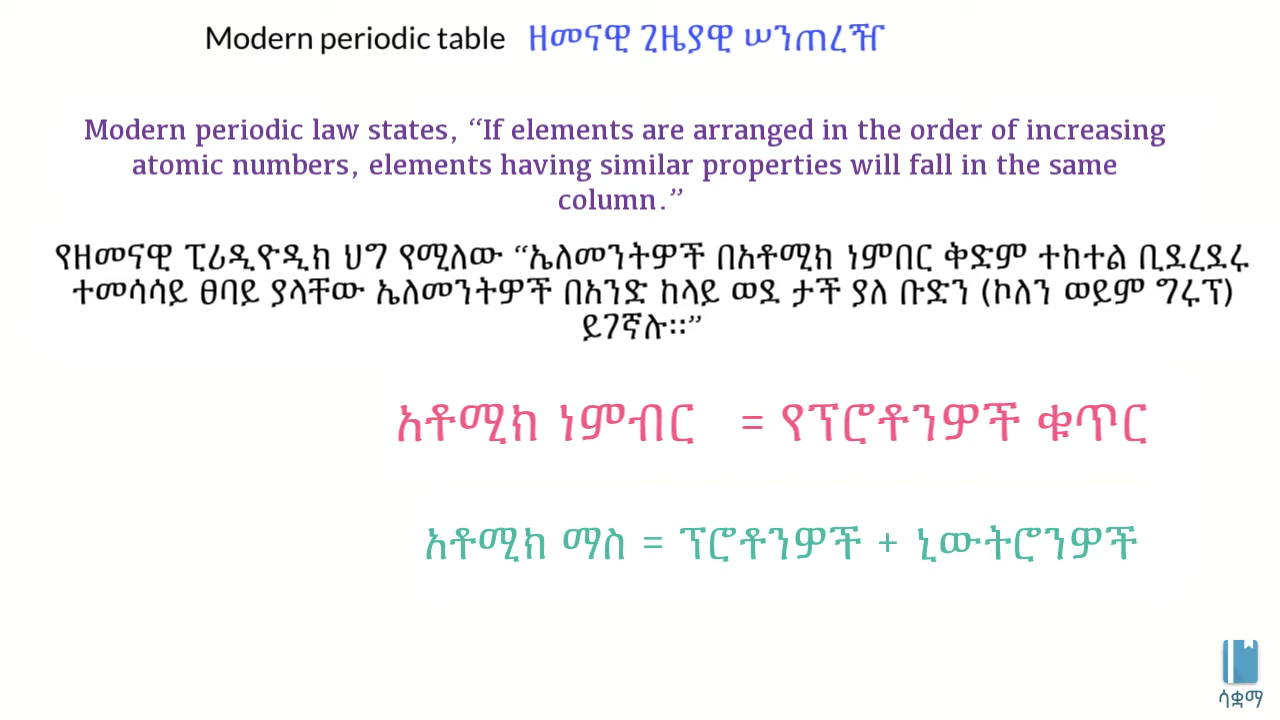 Modern periodic table ዘመናዊ ጊዜያዊ ሠንጠረዥ
Modern periodic law states, “If elements are arranged in the order of increasing
atomic numbers, elements having similar properties will fall in the same
column.”
የዘመናዊ ፒሪዲዮዲክ ህግ የሚለው “ኤለመንትዎች በአቶሚክ ነምበር ቅድም ተከተል ቢደረደሩ
ተመሳሳይ ፀባይ ያላቸው ኤለመንትዎች በአንድ ከላይ ወደ ታች ያለ ቡድን (ኮለን ወይም ግሩፕ)
ይገኛሉ።”
አቶሚክ ነምብር = የፕሮቶንዎች ቁጥር
አቶሚክ ማስ = ፕሮቶንዎች + ኒውትሮንዎች
ሳቋማ